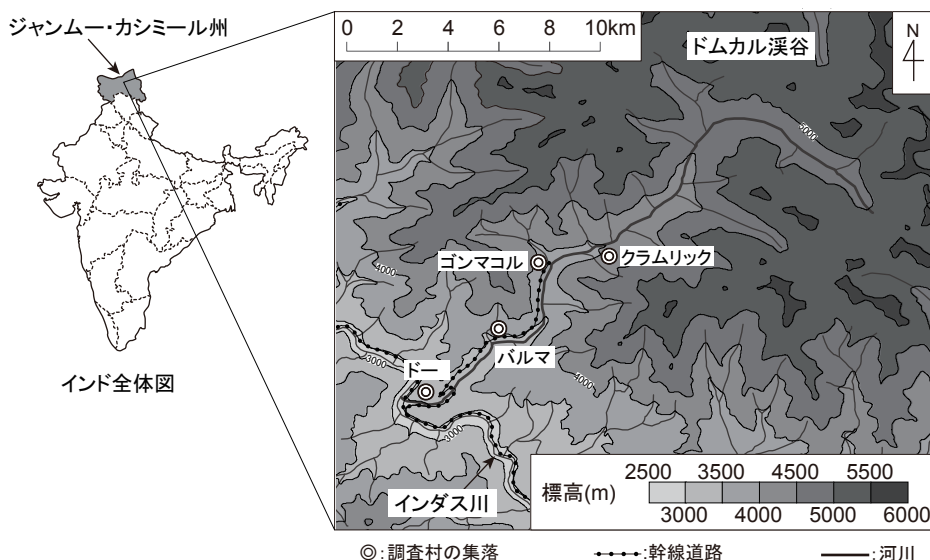 ジャンムー・カシミール州
インド全体図
0 2 4 6 8 10km
ドムカル渓谷
N
5000
ゴンマコル
クラムリック
4000
バルマ
3000
ドー
4000
3000
インダス川
標高(m)
2500 3500 4500 5500
3000 4000 5000 6000
◎:調査村の集落
:幹線道路
:河川